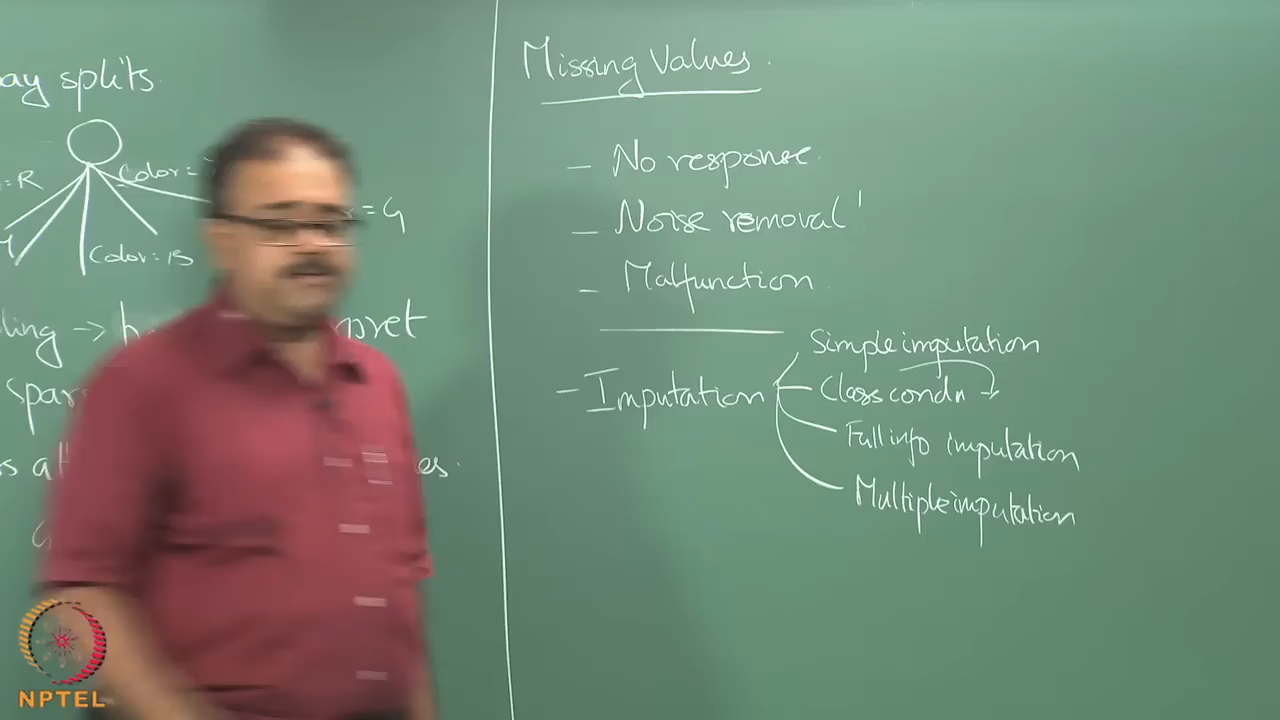 ay splits
=R
Color=
=G
Color=B
ling → h
pret
spar
s a
es.
Missing Values.
- No response.
- Noise removal
- Malfunction
- Imputation
Simple imputation
Class condn →
Full info imputation
Multiple imputation
NPTEL